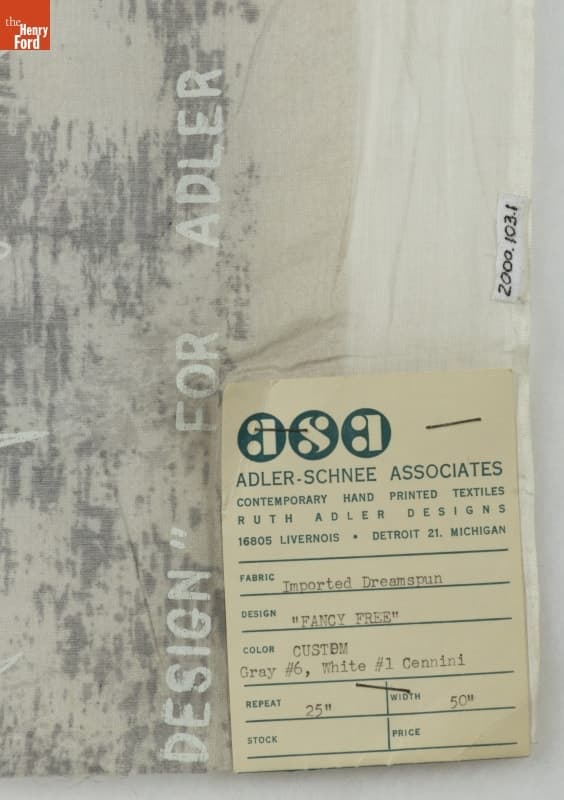 the
Henry
Ford
DESIGN" FOR ADLER
2000.103.1
asa
ADLER-SCHNEE ASSOCIATES
CONTEMPORARY HAND PRINTED TEXTILES
RUTH ADLER DESIGNS
16805 LIVERNOIS • DETROIT 21, MICHIGAN
FABRIC Imported Dreamspun
DESIGN "FANCY FREE"
COLOR CUSTOM
Gray #6, White #1 Cennini
REPEAT 25" WIDTH 50"
STOCK PRICE